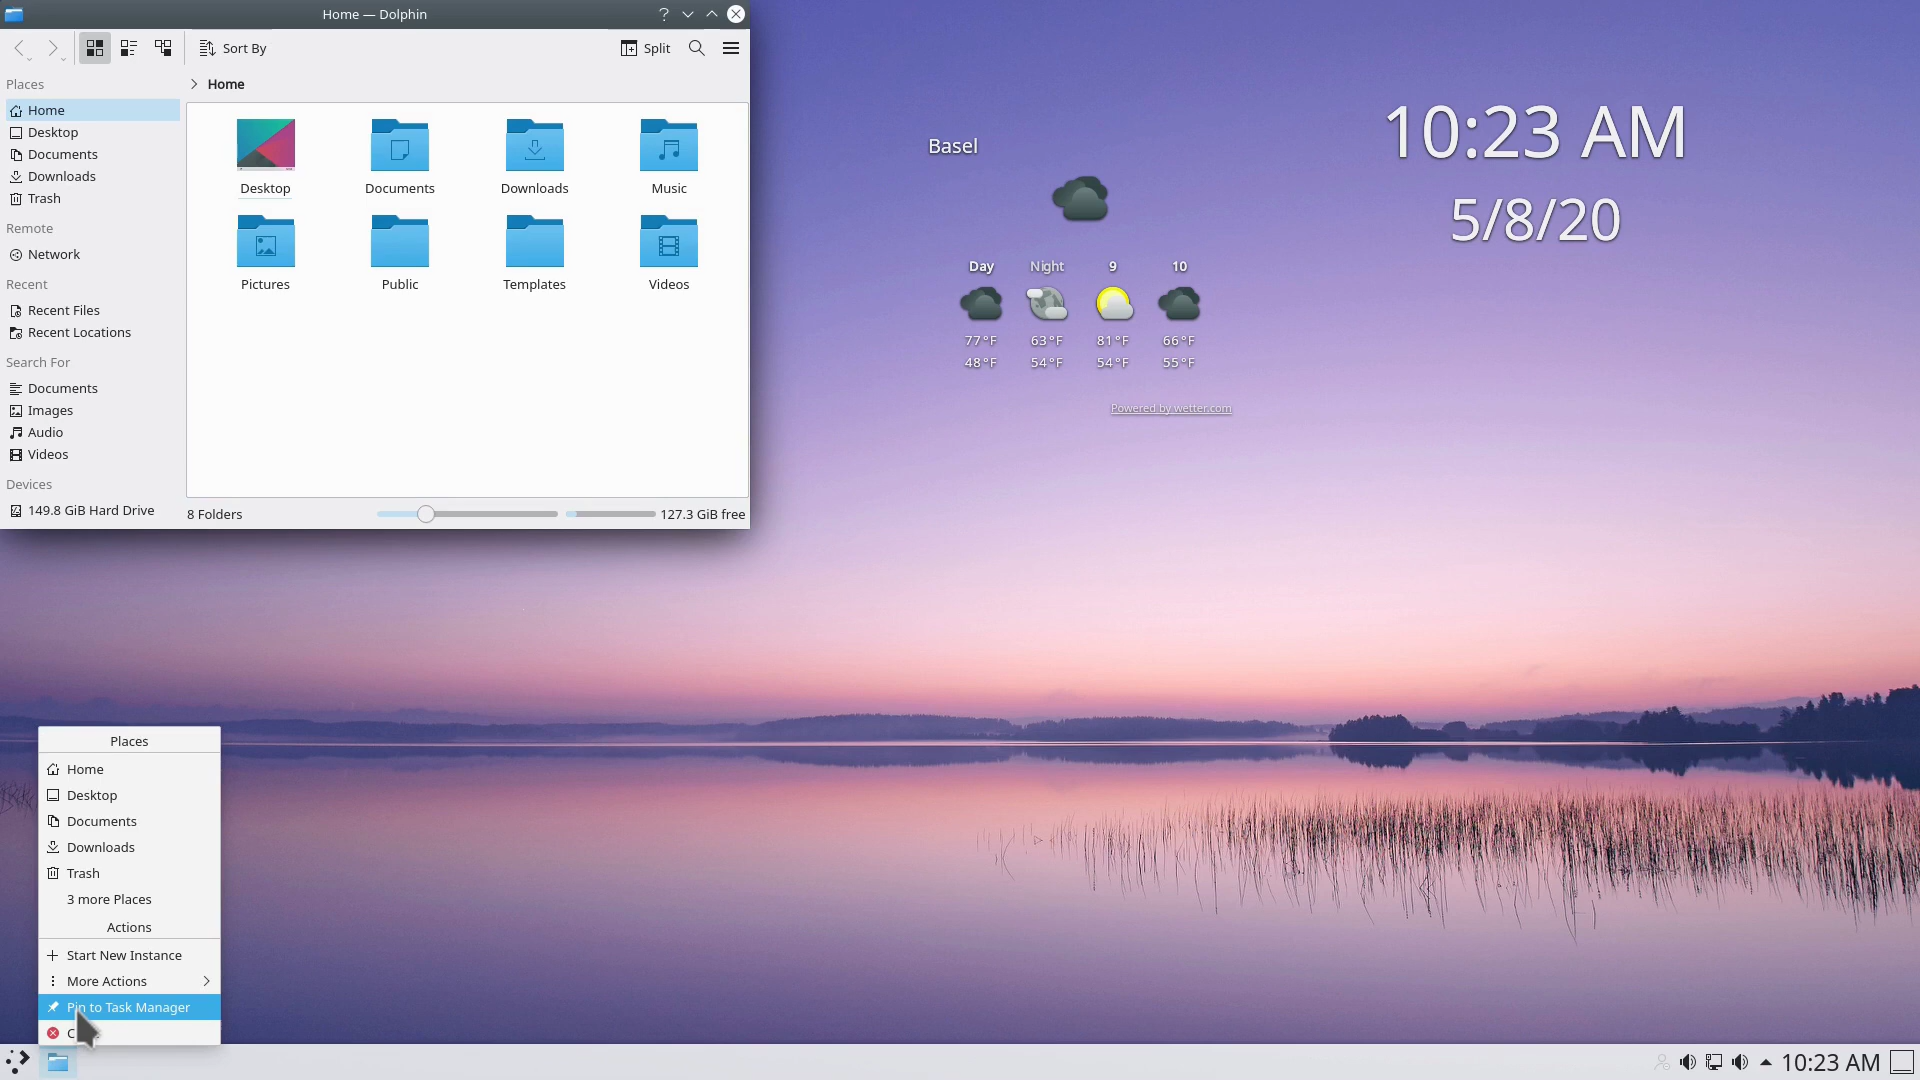 Home — Dolphin
Sort By
Split
Places
Home
Desktop
Documents
Downloads
Trash
Remote
Network
Recent
Recent Files
Recent Locations
Search For
Documents
Images
Audio
Videos
Devices
149.8 GiB Hard Drive
Home
Desktop
Documents
Downloads
Music
Pictures
Public
Templates
Videos
8 Folders
127.3 GiB free
Basel
Day Night 9 10
77°F 63°F 81°F 66°F
48°F 54°F 54°F 55°F
Powered by wetter.com
10:23 AM
5/8/20
Places
Home
Desktop
Documents
Downloads
Trash
3 more Places
Actions
Start New Instance
More Actions
Pin to Task Manager
10:23 AM